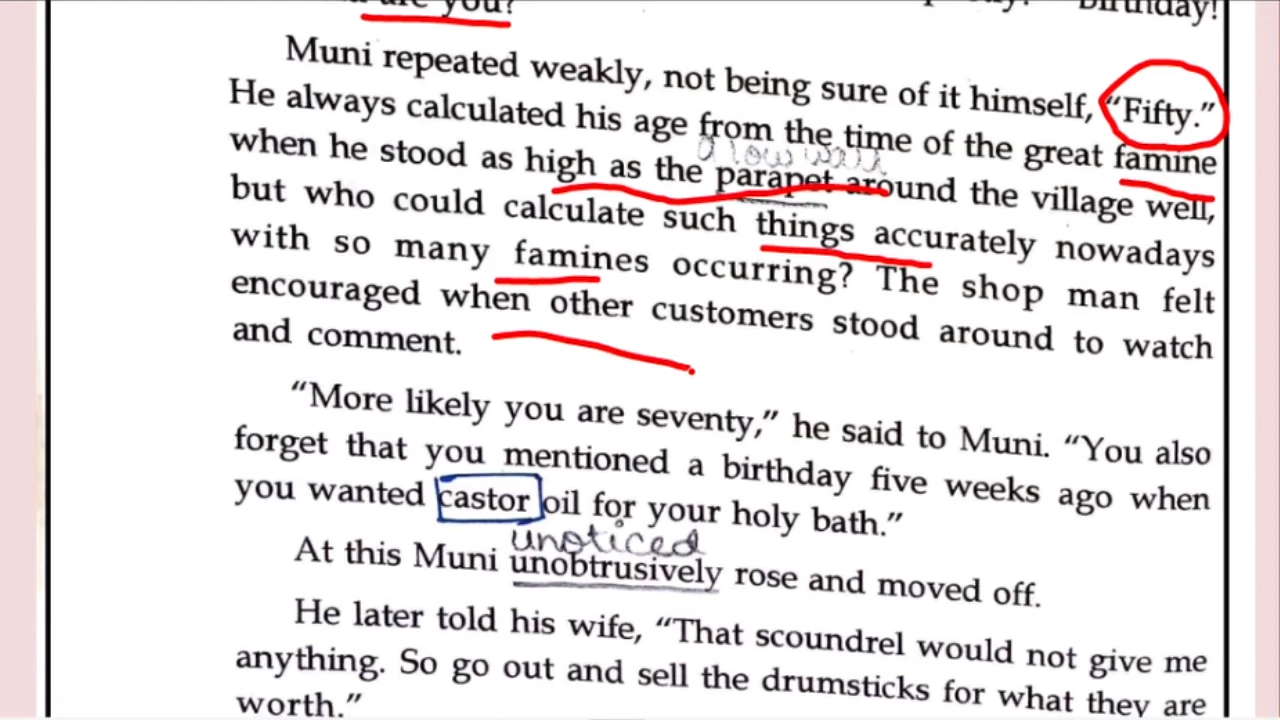 are you?
Birthday!
Muni repeated weakly, not being sure of it himself, "Fifty."
He always calculated his age from the time of the great famine
a low wall
when he stood as high as the parapet around the village well,
but who could calculate such things accurately nowadays
with so many famines occurring? The shop man felt
encouraged when other customers stood around to watch
and comment.
"More likely you are seventy," he said to Muni. "You also
forget that you mentioned a birthday five weeks ago when
you wanted castor oil for your holy bath."
unoticed
At this Muni unobtrusively rose and moved off.
He later told his wife, "That scoundrel would not give me
anything. So go out and sell the drumsticks for what they are
worth."